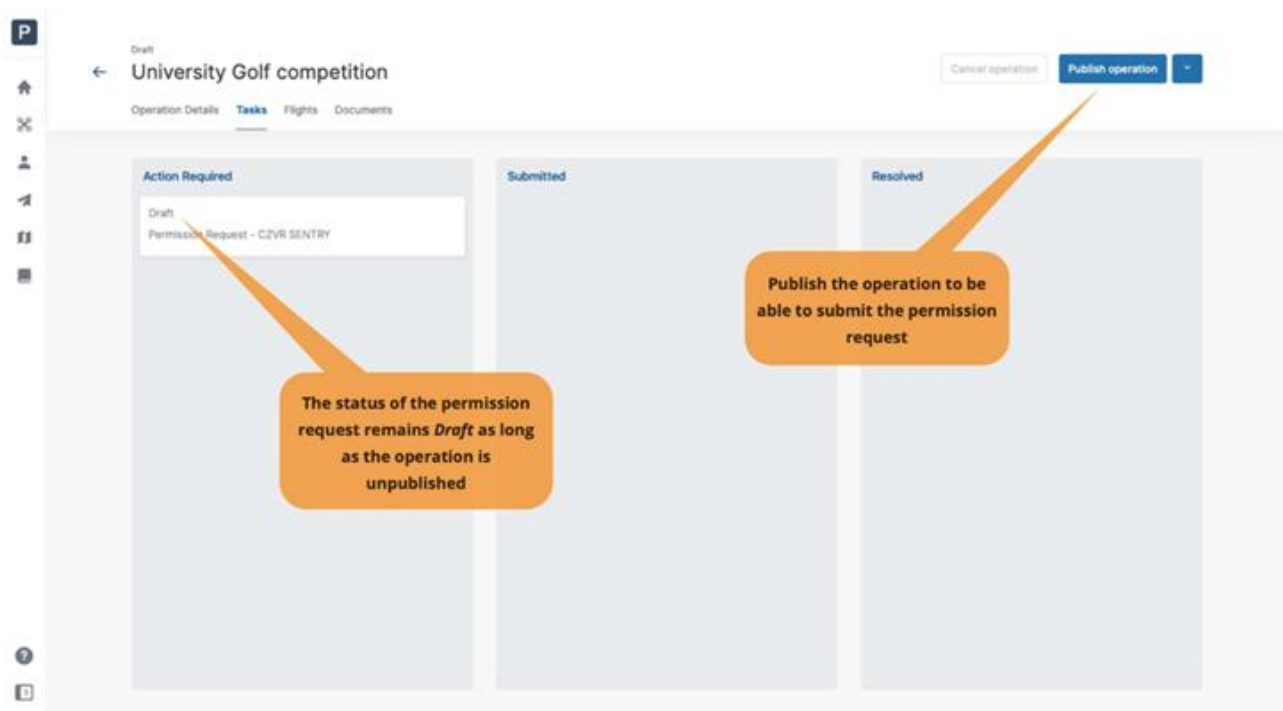 P
Draft
University Golf competition
Cancel operation
Publish operation
Operation Details Tasks Flights Documents
Action Required
Submitted
Resolved
Draft
Permission Request - CZVR SENTRY
Publish the operation to be
able to submit the permission
request
The status of the permission
request remains Draft as long
as the operation is
unpublished